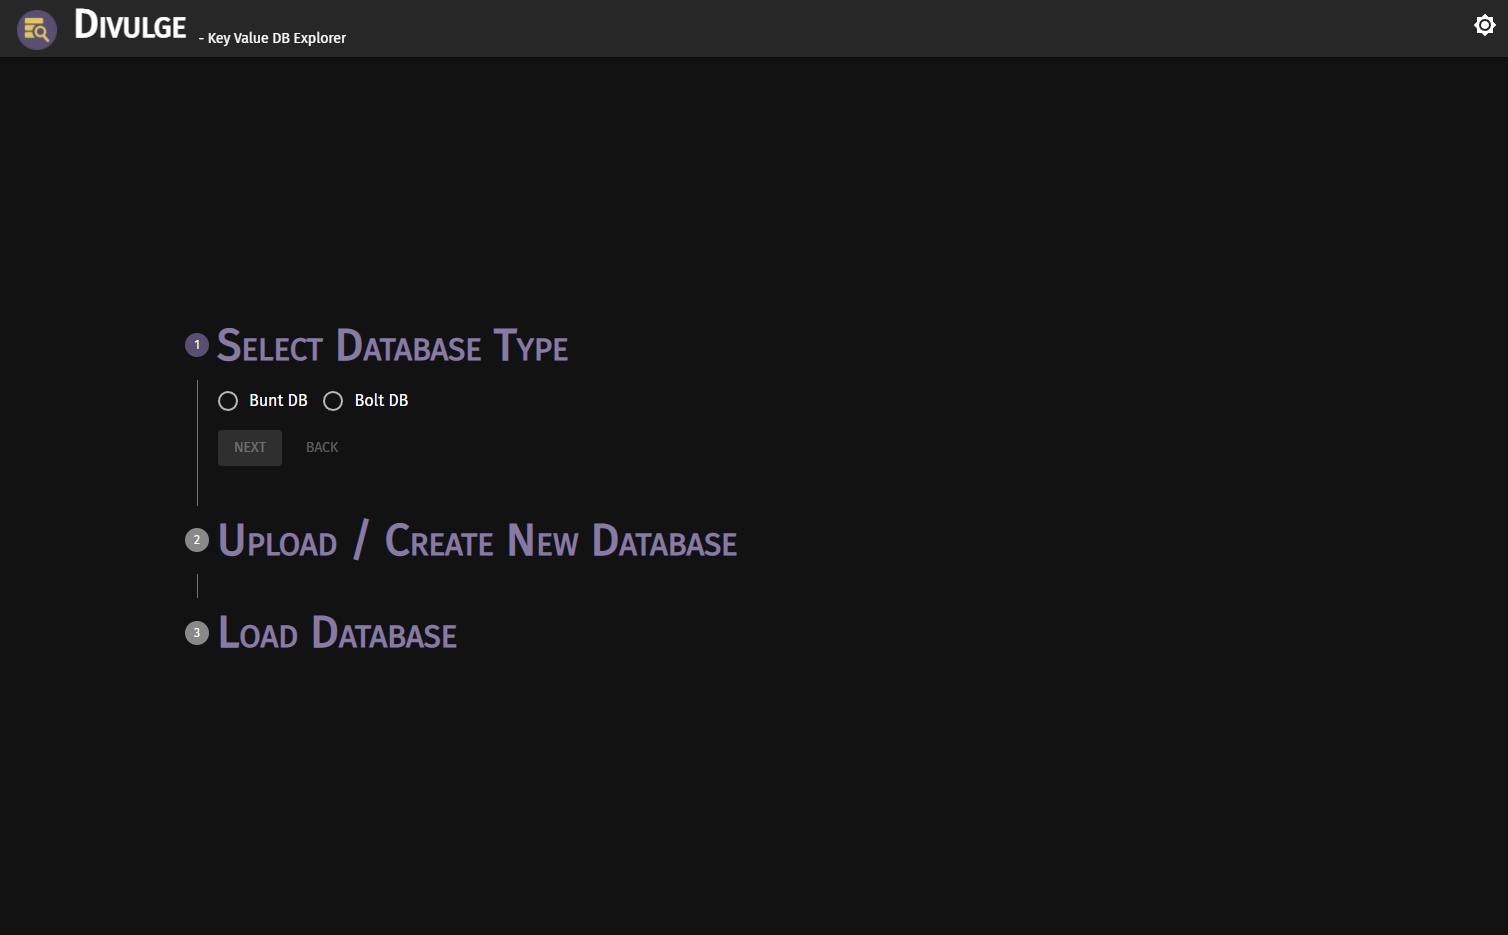 Divulge - Key Value DB Explorer
1 Select Database Type
Bunt DB Bolt DB
NEXT BACK
2 Upload / Create New Database
3 Load Database